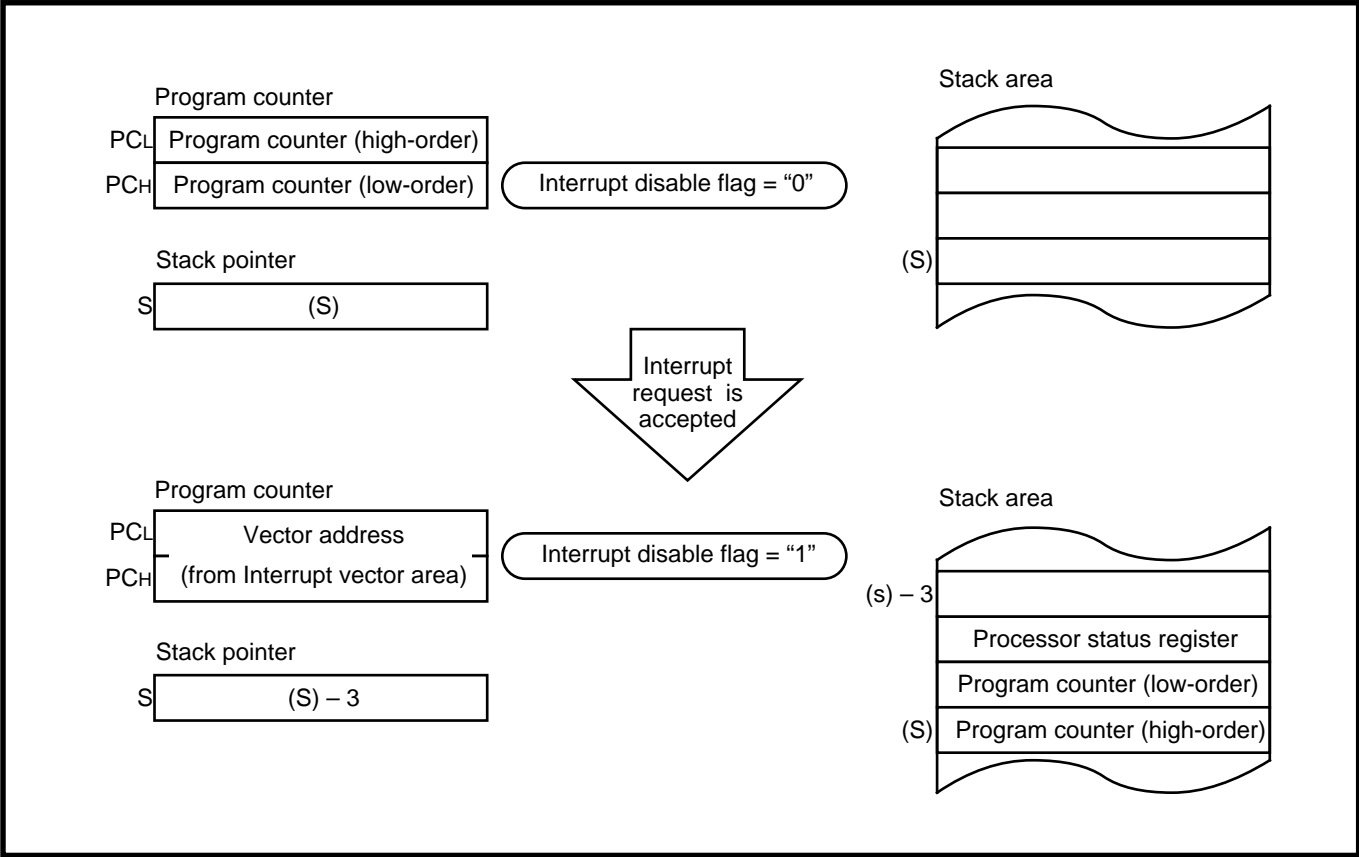 Program counter
PCL Program counter (high-order)
PCH Program counter (low-order)
Interrupt disable flag = “0”
Stack pointer
S (S)
Stack area
(S)
Interrupt
request is
accepted
Program counter
PCL Vector address
PCH (from Interrupt vector area)
Interrupt disable flag = “1”
Stack pointer
S (S) – 3
Stack area
(s) – 3
Processor status register
Program counter (low-order)
(S) Program counter (high-order)